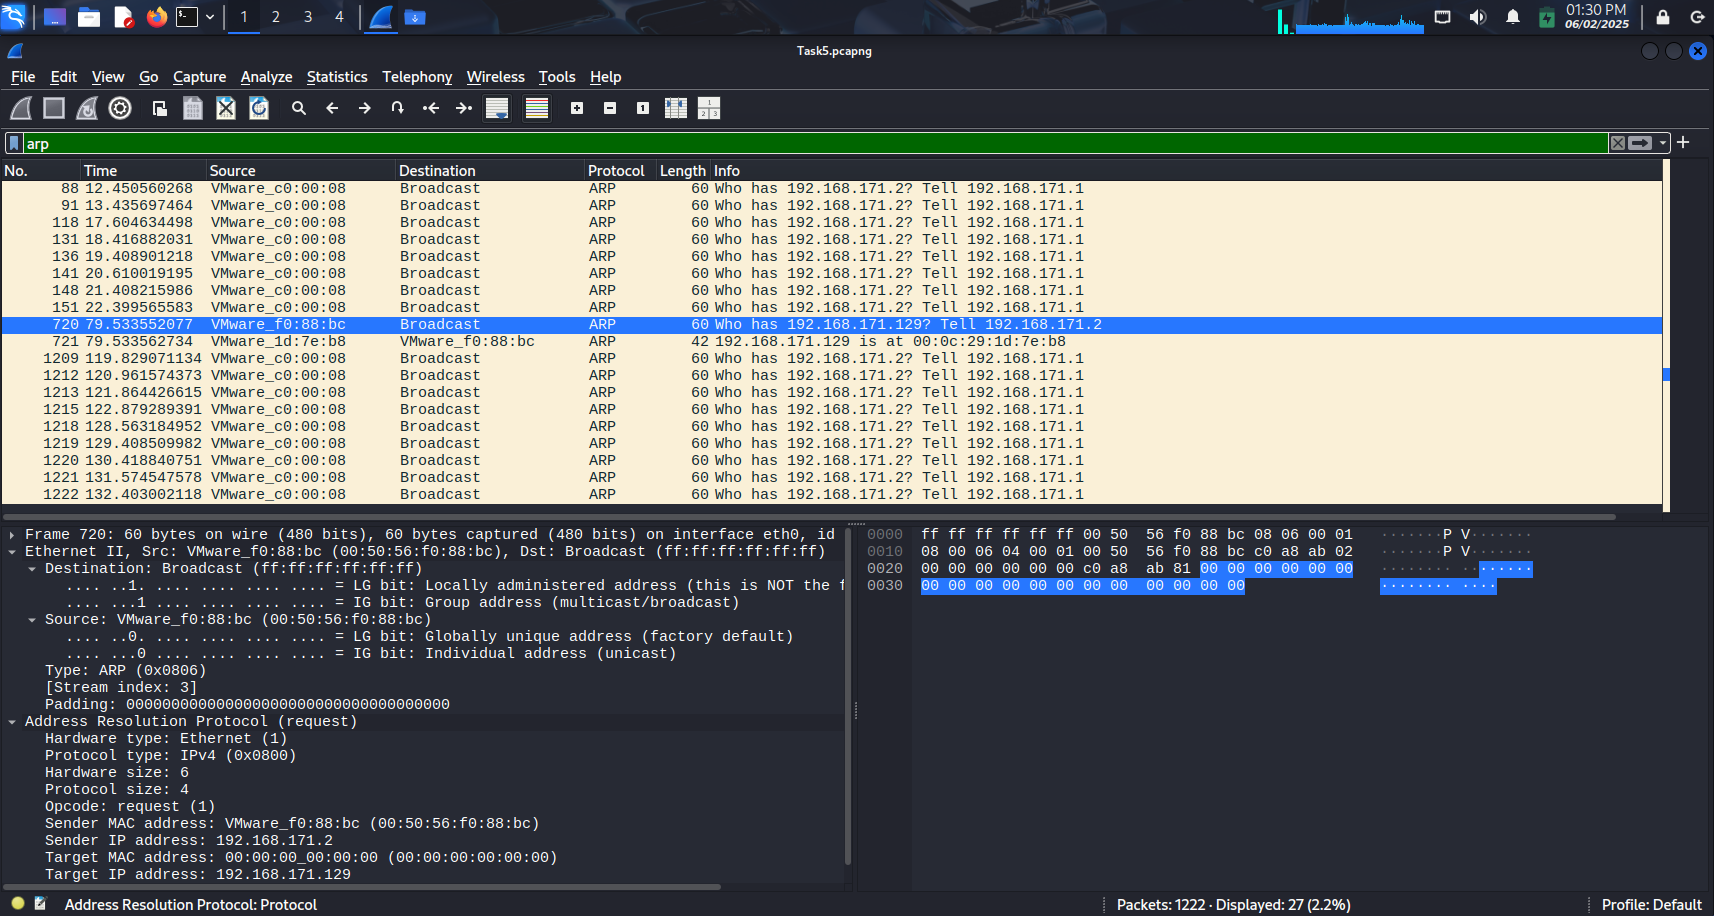 1 2 3 4
01:30 PM
06/02/2025
Task5.pcapng
File Edit View Go Capture Analyze Statistics Telephony Wireless Tools Help
arp
No. Time Source Destination Protocol Length Info
88 12.450560268 VMware_c0:00:08 Broadcast ARP 60 Who has 192.168.171.2? Tell 192.168.171.1
91 13.435697464 VMware_c0:00:08 Broadcast ARP 60 Who has 192.168.171.2? Tell 192.168.171.1
118 17.604634498 VMware_c0:00:08 Broadcast ARP 60 Who has 192.168.171.2? Tell 192.168.171.1
131 18.416882031 VMware_c0:00:08 Broadcast ARP 60 Who has 192.168.171.2? Tell 192.168.171.1
136 19.408901218 VMware_c0:00:08 Broadcast ARP 60 Who has 192.168.171.2? Tell 192.168.171.1
141 20.610019195 VMware_c0:00:08 Broadcast ARP 60 Who has 192.168.171.2? Tell 192.168.171.1
148 21.408215986 VMware_c0:00:08 Broadcast ARP 60 Who has 192.168.171.2? Tell 192.168.171.1
151 22.399565583 VMware_c0:00:08 Broadcast ARP 60 Who has 192.168.171.2? Tell 192.168.171.1
720 79.533552077 VMware_f0:88:bc Broadcast ARP 60 Who has 192.168.171.129? Tell 192.168.171.2
721 79.533562734 VMware_1d:7e:b8 VMware_f0:88:bc ARP 42 192.168.171.129 is at 00:0c:29:1d:7e:b8
1209 119.829071134 VMware_c0:00:08 Broadcast ARP 60 Who has 192.168.171.2? Tell 192.168.171.1
1212 120.961574373 VMware_c0:00:08 Broadcast ARP 60 Who has 192.168.171.2? Tell 192.168.171.1
1213 121.864426615 VMware_c0:00:08 Broadcast ARP 60 Who has 192.168.171.2? Tell 192.168.171.1
1215 122.879289391 VMware_c0:00:08 Broadcast ARP 60 Who has 192.168.171.2? Tell 192.168.171.1
1218 128.563184952 VMware_c0:00:08 Broadcast ARP 60 Who has 192.168.171.2? Tell 192.168.171.1
1219 129.408509982 VMware_c0:00:08 Broadcast ARP 60 Who has 192.168.171.2? Tell 192.168.171.1
1220 130.418840751 VMware_c0:00:08 Broadcast ARP 60 Who has 192.168.171.2? Tell 192.168.171.1
1221 131.574547578 VMware_c0:00:08 Broadcast ARP 60 Who has 192.168.171.2? Tell 192.168.171.1
1222 132.403002118 VMware_c0:00:08 Broadcast ARP 60 Who has 192.168.171.2? Tell 192.168.171.1
Frame 720: 60 bytes on wire (480 bits), 60 bytes captured (480 bits) on interface eth0, id
Ethernet II, Src: VMware_f0:88:bc (00:50:56:f0:88:bc), Dst: Broadcast (ff:ff:ff:ff:ff:ff)
Destination: Broadcast (ff:ff:ff:ff:ff:ff)
.... ..1. .... .... .... .... = LG bit: Locally administered address (this is NOT the f
.... ...1 .... .... .... .... = IG bit: Group address (multicast/broadcast)
Source: VMware_f0:88:bc (00:50:56:f0:88:bc)
.... ..0. .... .... .... .... = LG bit: Globally unique address (factory default)
.... ...0 .... .... .... .... = IG bit: Individual address (unicast)
Type: ARP (0x0806)
[Stream index: 3]
Padding: 000000000000000000000000000000000000
Address Resolution Protocol (request)
Hardware type: Ethernet (1)
Protocol type: IPv4 (0x0800)
Hardware size: 6
Protocol size: 4
Opcode: request (1)
Sender MAC address: VMware_f0:88:bc (00:50:56:f0:88:bc)
Sender IP address: 192.168.171.2
Target MAC address: 00:00:00_00:00:00 (00:00:00:00:00:00)
Target IP address: 192.168.171.129
0000 ff ff ff ff ff ff 00 50 56 f0 88 bc 08 06 00 01 ·······P V·······
0010 08 00 06 04 00 01 00 50 56 f0 88 bc c0 a8 ab 02 ·······P V·······
0020 00 00 00 00 00 00 c0 a8 ab 81 00 00 00 00 00 00 ········ ········
0030 00 00 00 00 00 00 00 00 00 00 00 00 ········ ····
Address Resolution Protocol: Protocol
Packets: 1222 · Displayed: 27 (2.2%)
Profile: Default